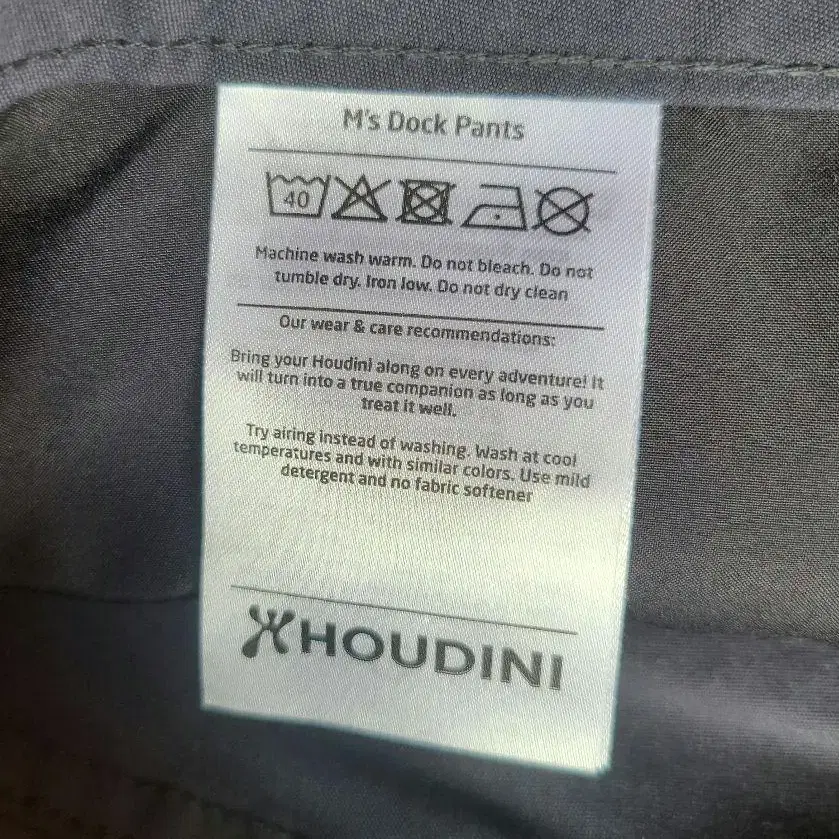 M's Dock Pants
40
Machine wash warm. Do not bleach. Do not
tumble dry. Iron low. Do not dry clean
Our wear & care recommendations:
Bring your Houdini along on every adventure! It
will turn into a true companion as long as you
treat it well.
Try airing instead of washing. Wash at cool
temperatures and with similar colors. Use mild
detergent and no fabric softener
HOUDINI